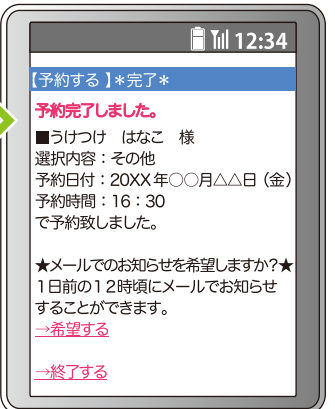 12:34
【予約する】＊完了＊
予約完了しました。
■うけつけ　はなこ　様
選択内容：その他
予約日付：20XX年○○月△△日（金）
予約時間：16：30
で予約致しました。
★メールでのお知らせを希望しますか?★
１日前の１２時頃にメールでお知らせ
することができます。
→希望する
→終了する